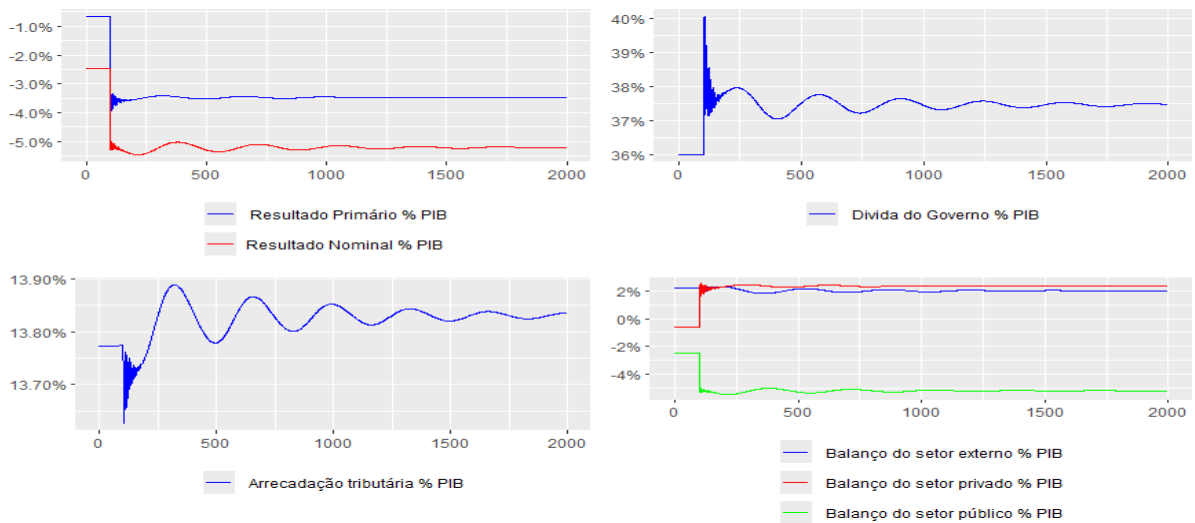 -1.0%
-2.0%
-3.0%
-4.0%
-5.0%
0 500 1000 1500 2000
Resultado Primário % PIB
Resultado Nominal % PIB
40%
39%
38%
37%
36%
0 500 1000 1500 2000
Divida do Governo % PIB
13.90%
13.80%
13.70%
0 500 1000 1500 2000
Arrecadação tributária % PIB
2%
0%
-2%
-4%
0 500 1000 1500 2000
Balanço do setor externo % PIB
Balanço do setor privado % PIB
Balanço do setor público % PIB